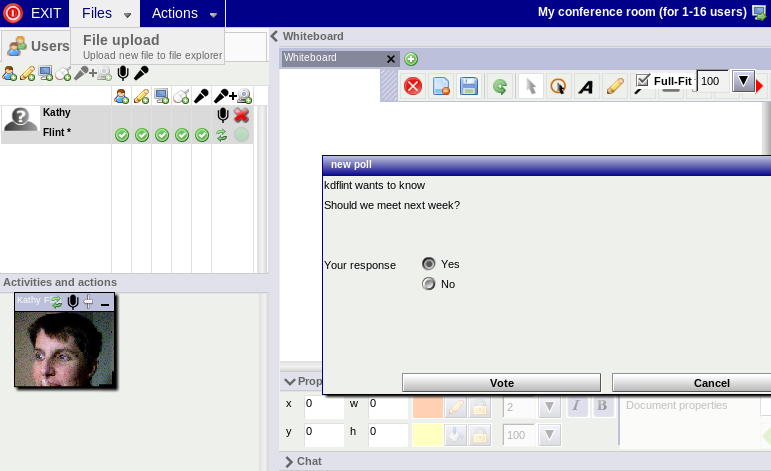 EXIT Files Actions My conference room (for 1-16 users)
File upload
Upload new file to file explorer
Users
Whiteboard
Whiteboard
Full-Fit 100
Kathy
Flint *
new poll
kdflint wants to know
Should we meet next week?
Your response
Yes
No
Vote Cancel
Activities and actions
Kathy
Prop
x 0 w 0 2 I B Document properties
y 0 h 0 100
Chat